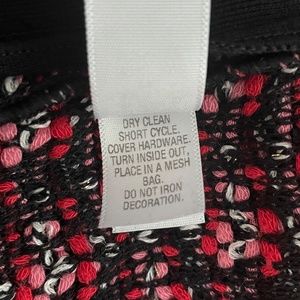 DRY CLEAN
SHORT CYCLE.
COVER HARDWARE.
TURN INSIDE OUT.
PLACE IN A MESH
BAG.
DO NOT IRON
DECORATION.